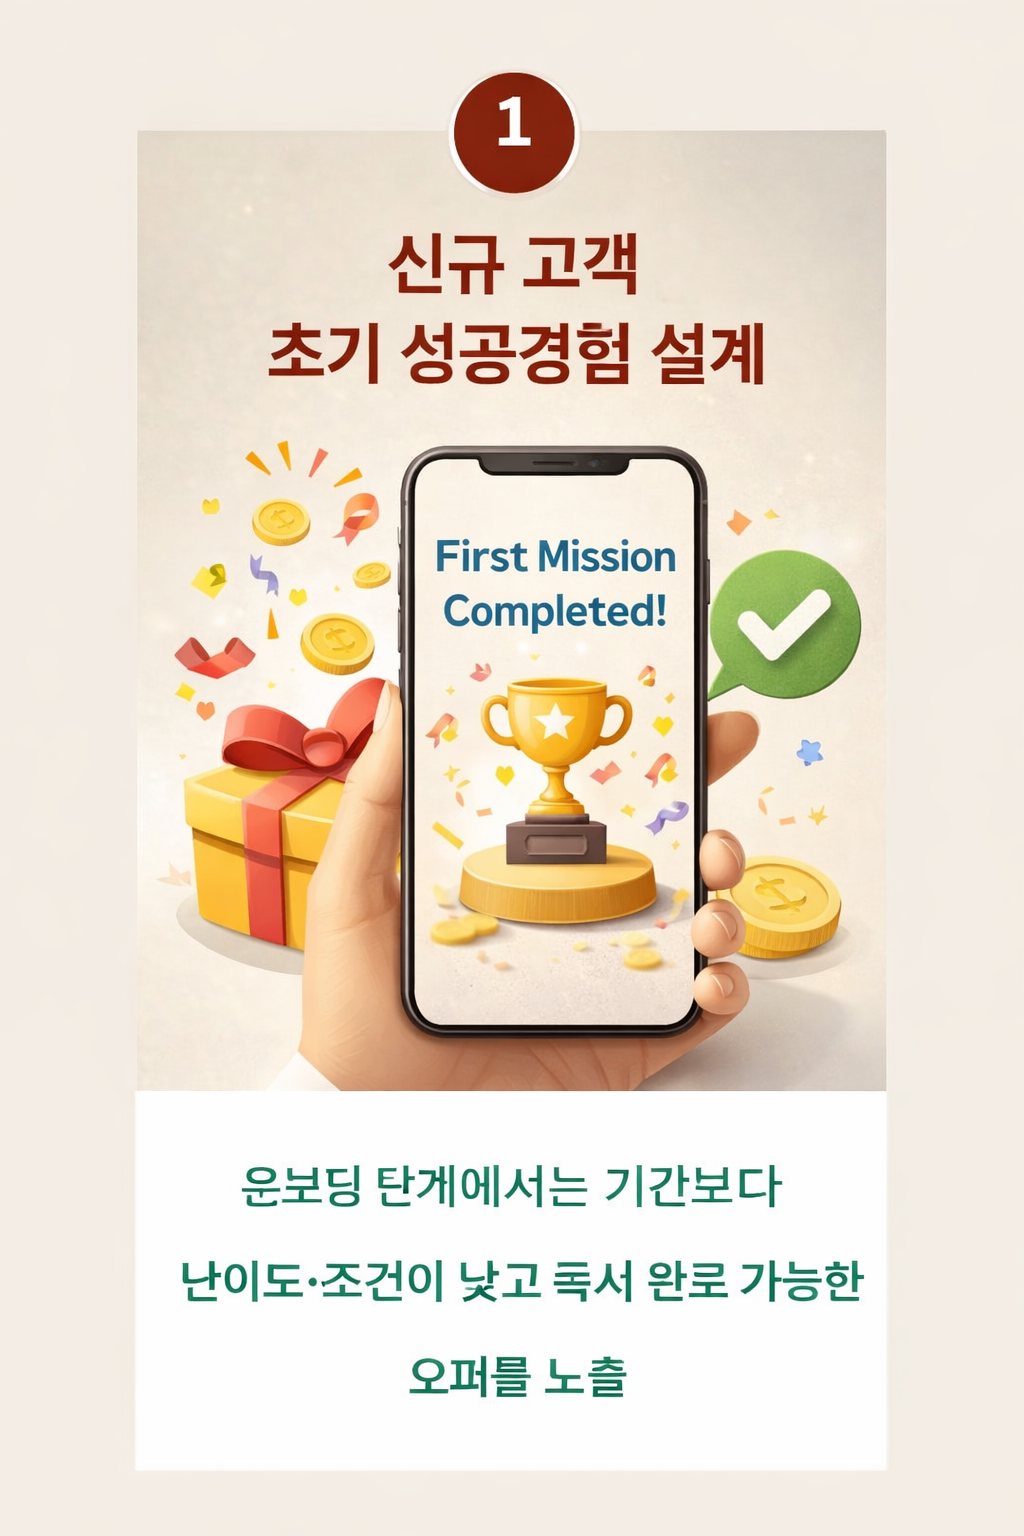 1
신규 고객
초기 성공경험 설계
First Mission
Completed!
운보딩 탄게에서는 기간보다
난이도·조건이 낮고 독서 완로 가능한
오퍼를 노출